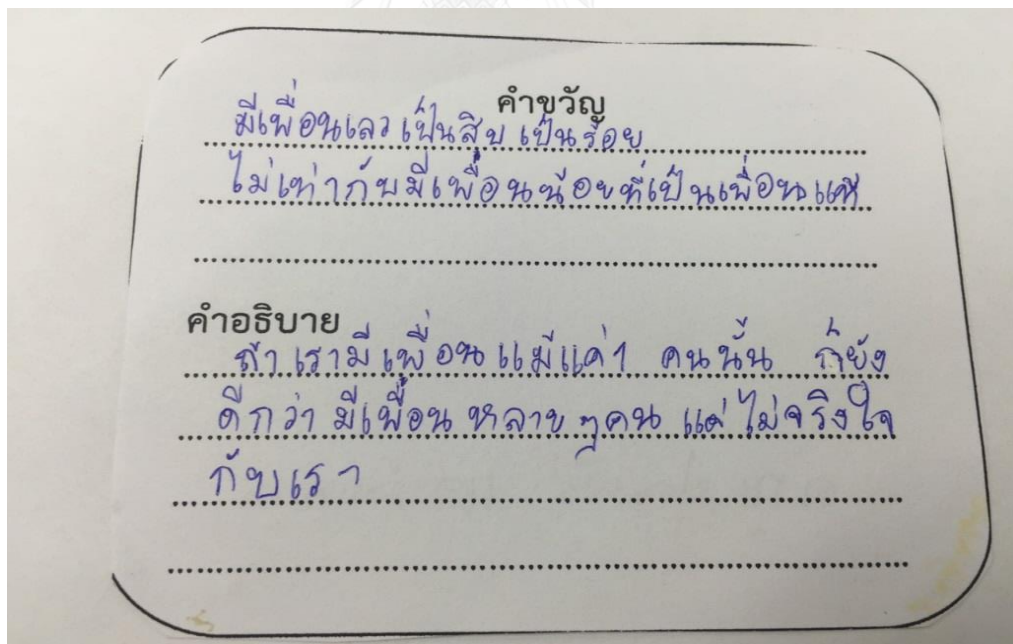 คำขวัญ
มีเพื่อนเลวเป็นสิบเป็นร้อย
ไม่เท่ากับมีเพื่อนน้อยที่เป็นเพื่อนแท้
คำอธิบาย
ถ้าเรามีเพื่อนแม้แค่1 คนนั้น ก็ยัง
ดีกว่ามีเพื่อนหลายๆคน แต่ไม่จริงใจ
กับเรา